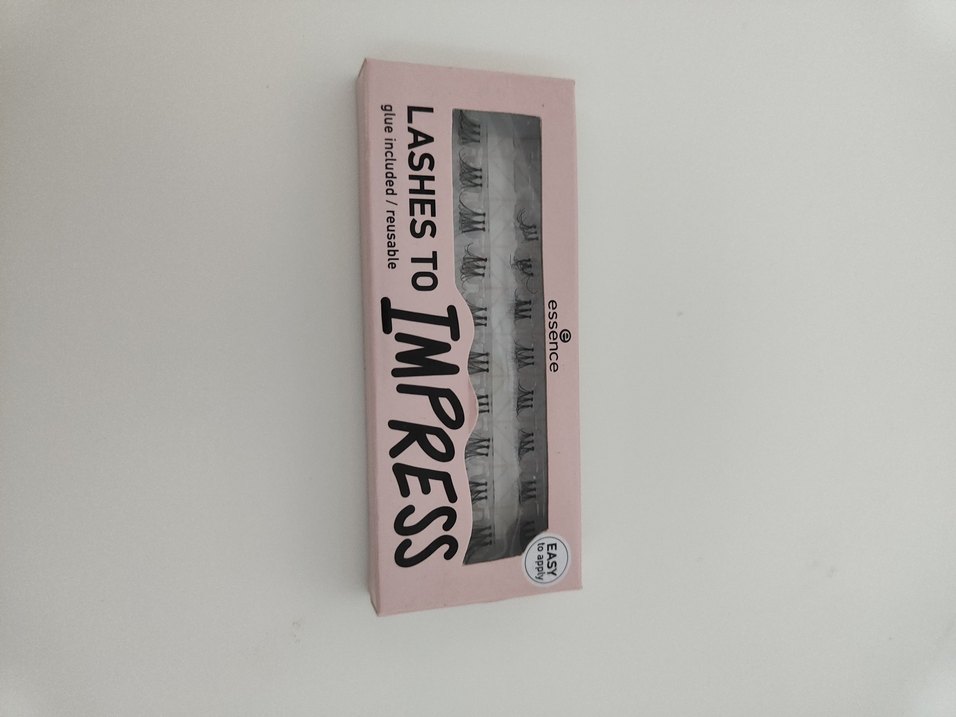 essence
LASHES TO
IMPRESS
glue included / reusable
EASY
to apply